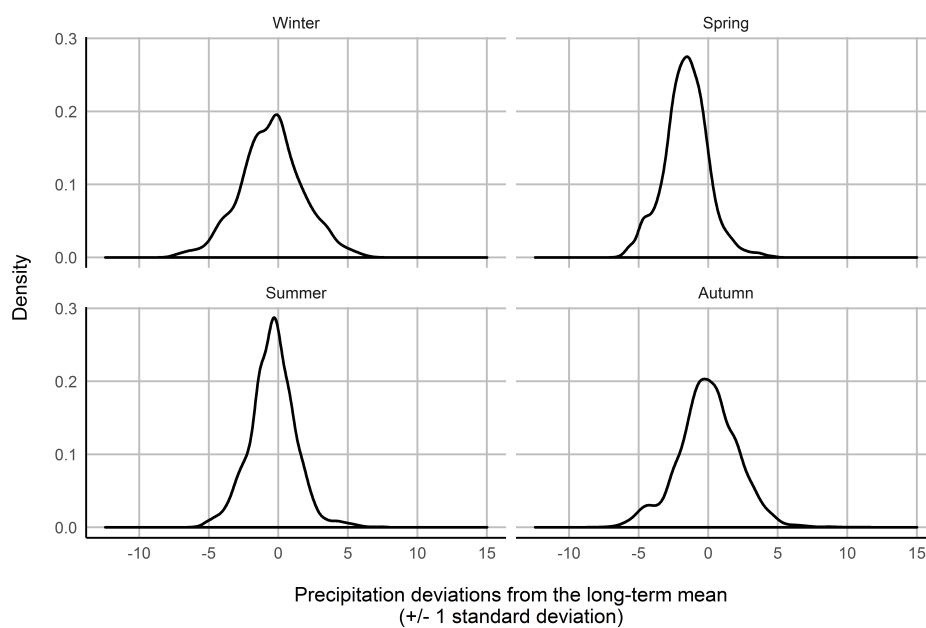 Winter
Spring
0.3
0.2
0.1
0.0
Summer
Autumn
0.3
0.2
0.1
0.0
Density
-10 -5 0 5 10 15
-10 -5 0 5 10 15
Precipitation deviations from the long-term mean
(+/- 1 standard deviation)